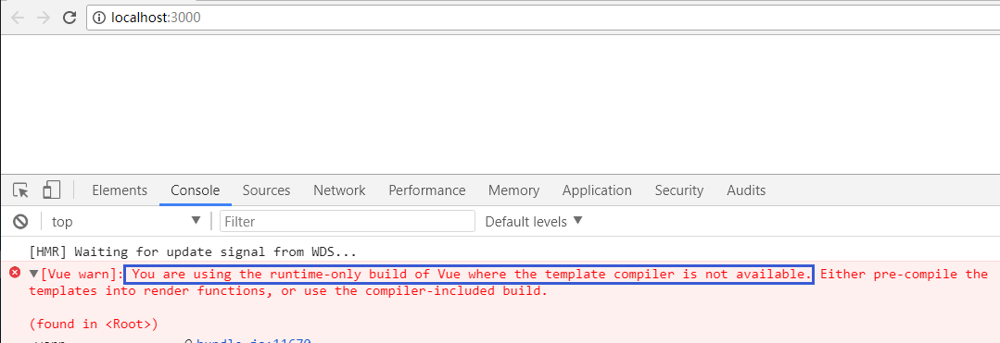 localhost:3000
Elements Console Sources Network Performance Memory Application Security Audits
top Filter Default levels
[HMR] Waiting for update signal from WDS...
[Vue warn]: You are using the runtime-only build of Vue where the template compiler is not available. Either pre-compile the
templates into render functions, or use the compiler-included build.
(found in <Root>)